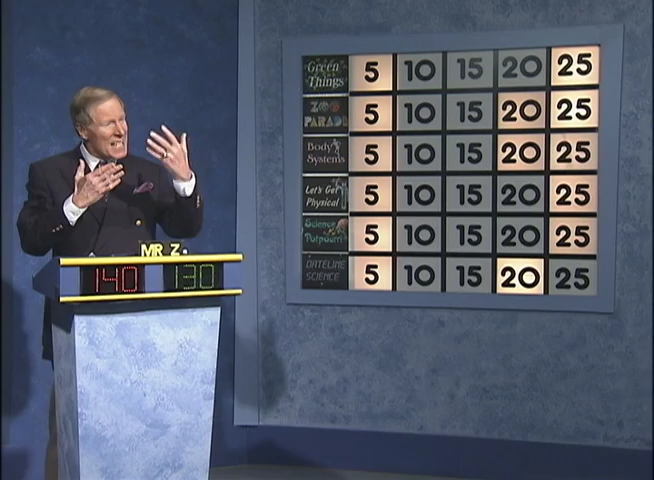 Green Things 5 10 15 20 25
ZOO PARADE 5 10 15 20 25
Body Systems 5 10 15 20 25
Let's Get Physical 5 10 15 20 25
Science Potpourri 5 10 15 20 25
DATELINE SCIENCE 5 10 15 20 25
MR Z.
140 130